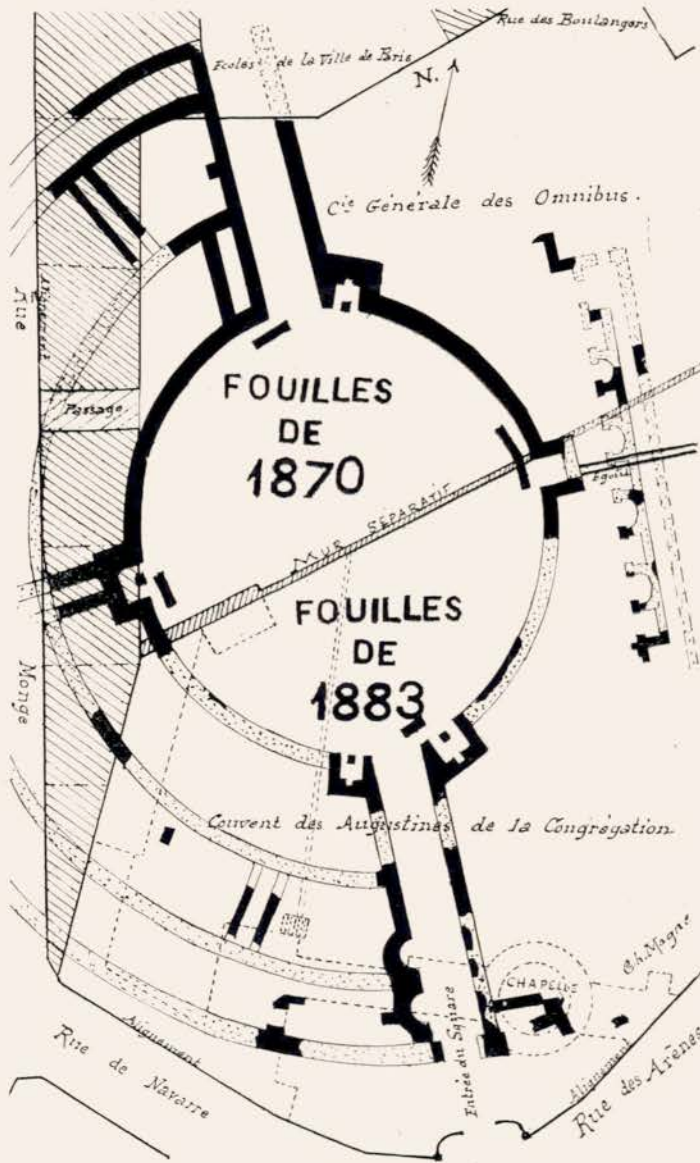 Rue des Boulangers
Ecoles de la Ville de Paris
N.
Cie Générale des Omnibus.
Rue
Alignement
Passage
FOUILLES
DE
1870
Egout
MUR SÉPARATIF
FOUILLES
DE
1883
Monge
Couvent des Augustines de la Congrégation
Ch. Magne
CHAPELLE
Entrée du Square
Alignement
Rue de Navarre
Alignement
Rue des Arènes